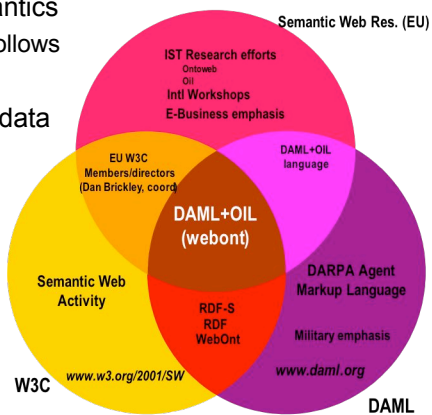 antics
ollows
data
Semantic Web Res. (EU)
IST Research efforts
Ontoweb
Oil
Intl Workshops
E-Business emphasis
EU W3C
Members/directors
(Dan Brickley, coord)
DAML+OIL
language
DAML+OIL
(webont)
Semantic Web
Activity
DARPA Agent
Markup Language
RDF-S
RDF
WebOnt
Military emphasis
www.w3.org/2001/SW
www.daml.org
W3C
DAML